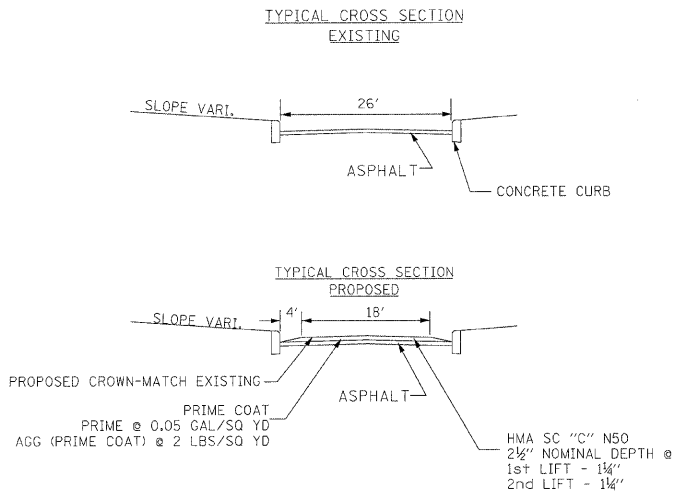 TYPICAL CROSS SECTION
EXISTING
SLOPE VARI.
26'
ASPHALT
CONCRETE CURB
TYPICAL CROSS SECTION
PROPOSED
SLOPE VARI.
4'
18'
PROPOSED CROWN-MATCH EXISTING
ASPHALT
PRIME COAT
PRIME @ 0.05 GAL/SQ YD
AGG (PRIME COAT) @ 2 LBS/SQ YD
HMA SC "C" N50
2½" NOMINAL DEPTH @
1st LIFT - 1¼"
2nd LIFT - 1¼"